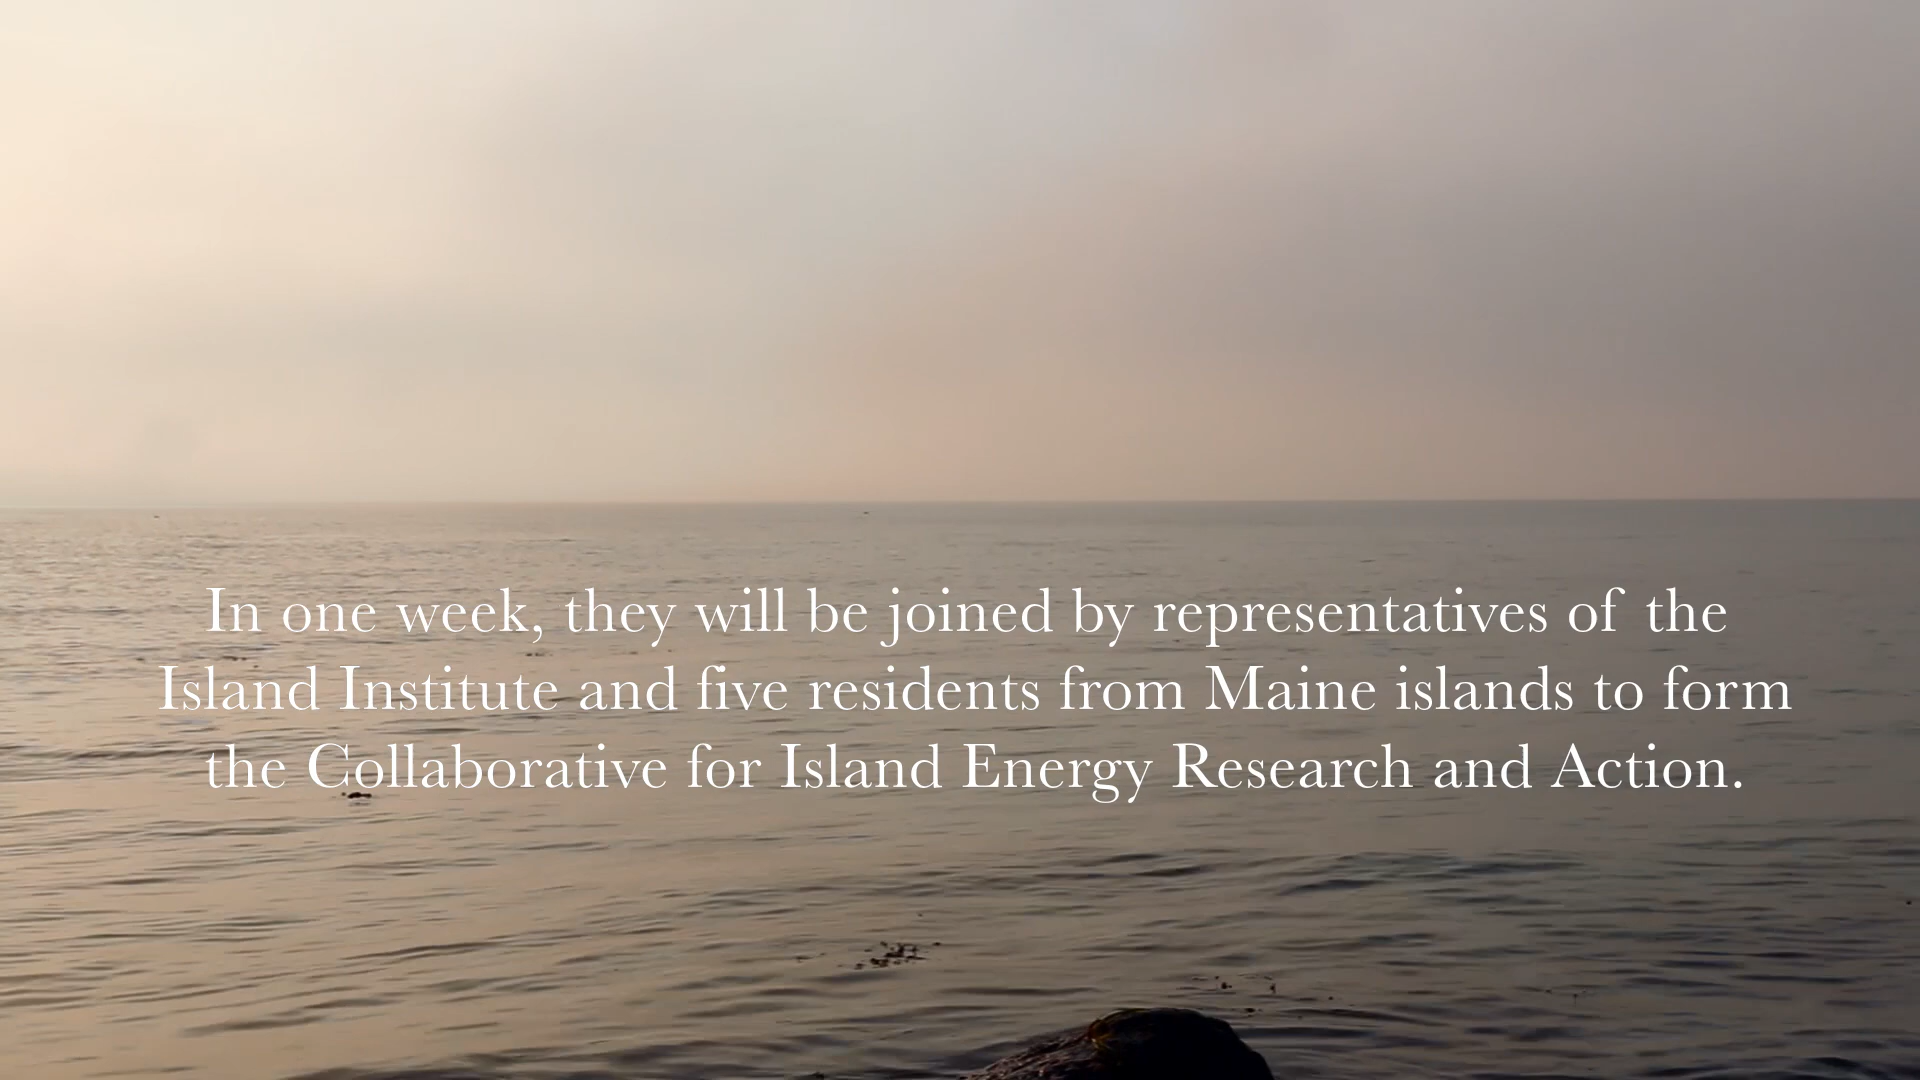 In one week, they will be joined by representatives of the
Island Institute and five residents from Maine islands to form
the Collaborative for Island Energy Research and Action.